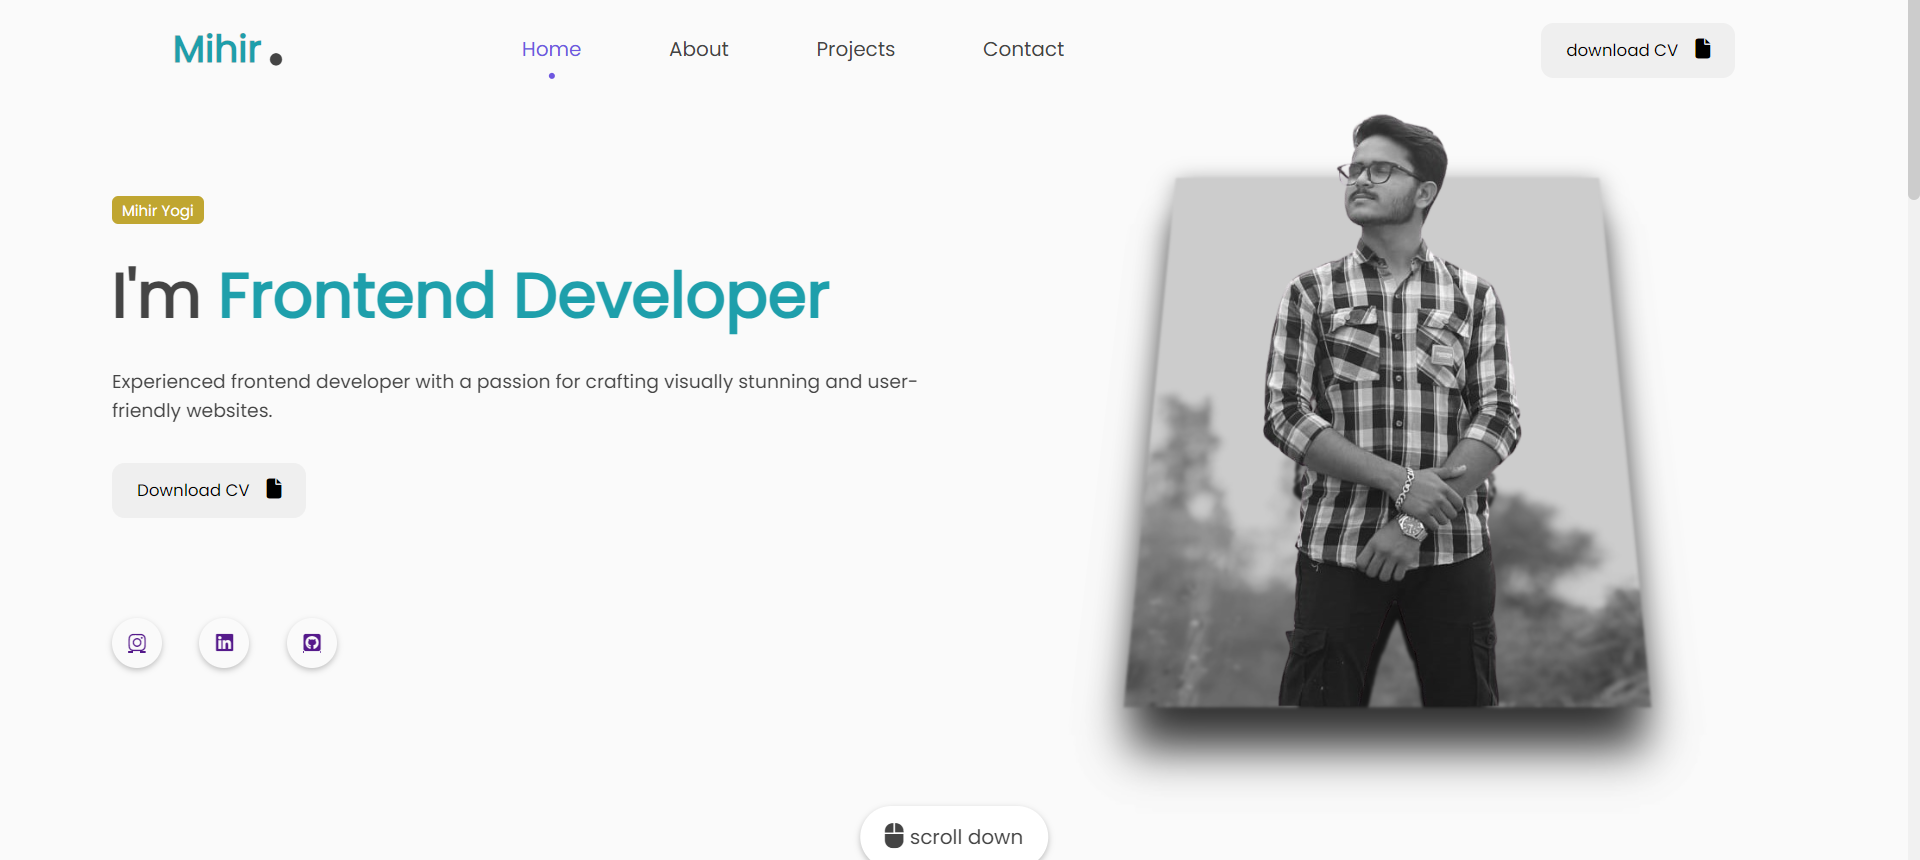 Mihir .
Home
About
Projects
Contact
download CV
Mihir Yogi
I'm Frontend Developer
Experienced frontend developer with a passion for crafting visually stunning and user-
friendly websites.
Download CV
scroll down